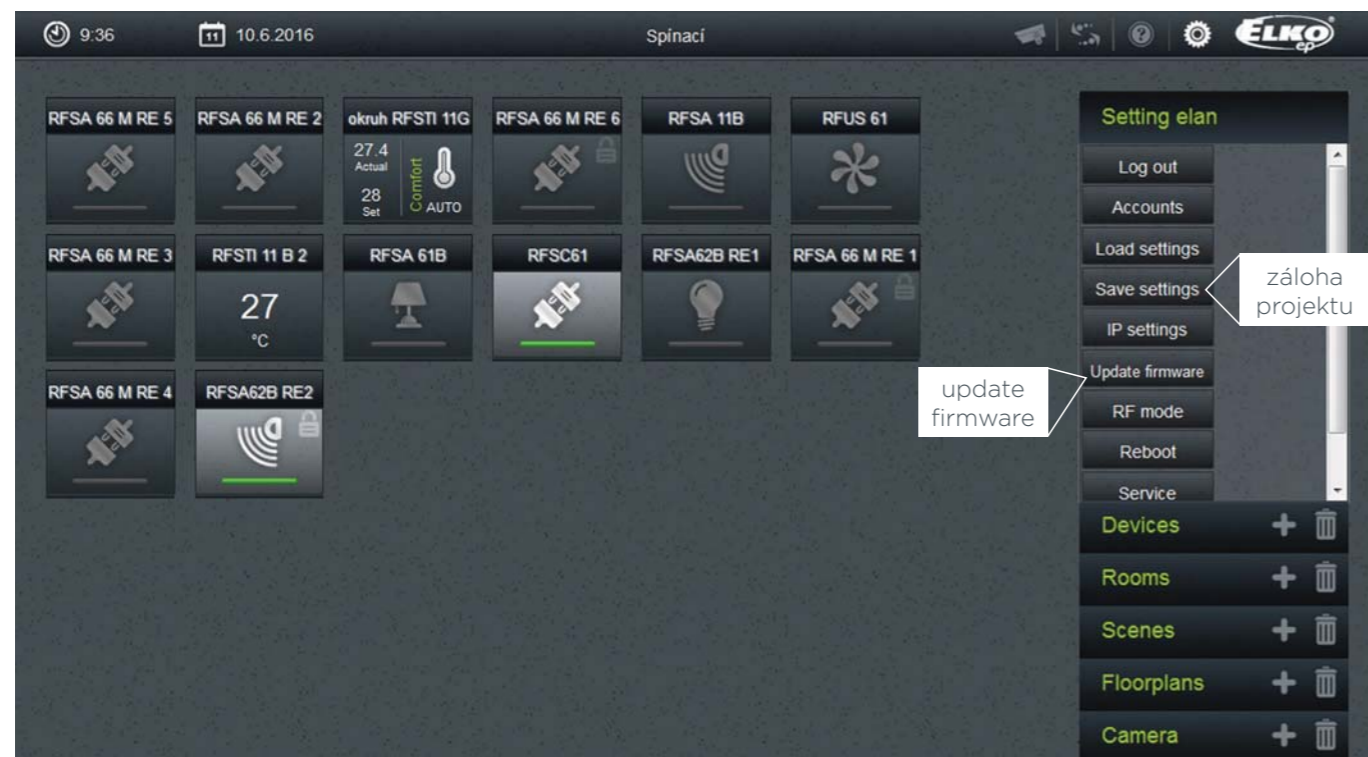 9:36
11
10.6.2016
Spínací
ELKO
ep
RFSA 66 M RE 5
RFSA 66 M RE 2
okruh RFSTI 11G
27.4
Actual
28
Set
Comfort
AUTO
RFSA 66 M RE 6
RFSA 11B
RFUS 61
RFSA 66 M RE 3
RFSTI 11 B 2
27
°C
RFSA 61B
RFSC61
RFSA62B RE1
RFSA 66 M RE 1
RFSA 66 M RE 4
RFSA62B RE2
Setting elan
Log out
Accounts
Load settings
Save settings
záloha
projektu
IP settings
Update firmware
update
firmware
RF mode
Reboot
Service
Devices
Rooms
Scenes
Floorplans
Camera